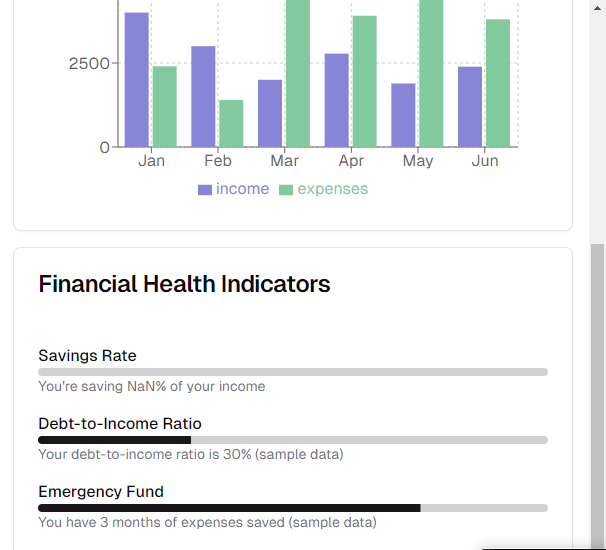 2500
0
Jan Feb Mar Apr May Jun
income expenses
Financial Health Indicators
Savings Rate
You're saving NaN% of your income
Debt-to-Income Ratio
Your debt-to-income ratio is 30% (sample data)
Emergency Fund
You have 3 months of expenses saved (sample data)